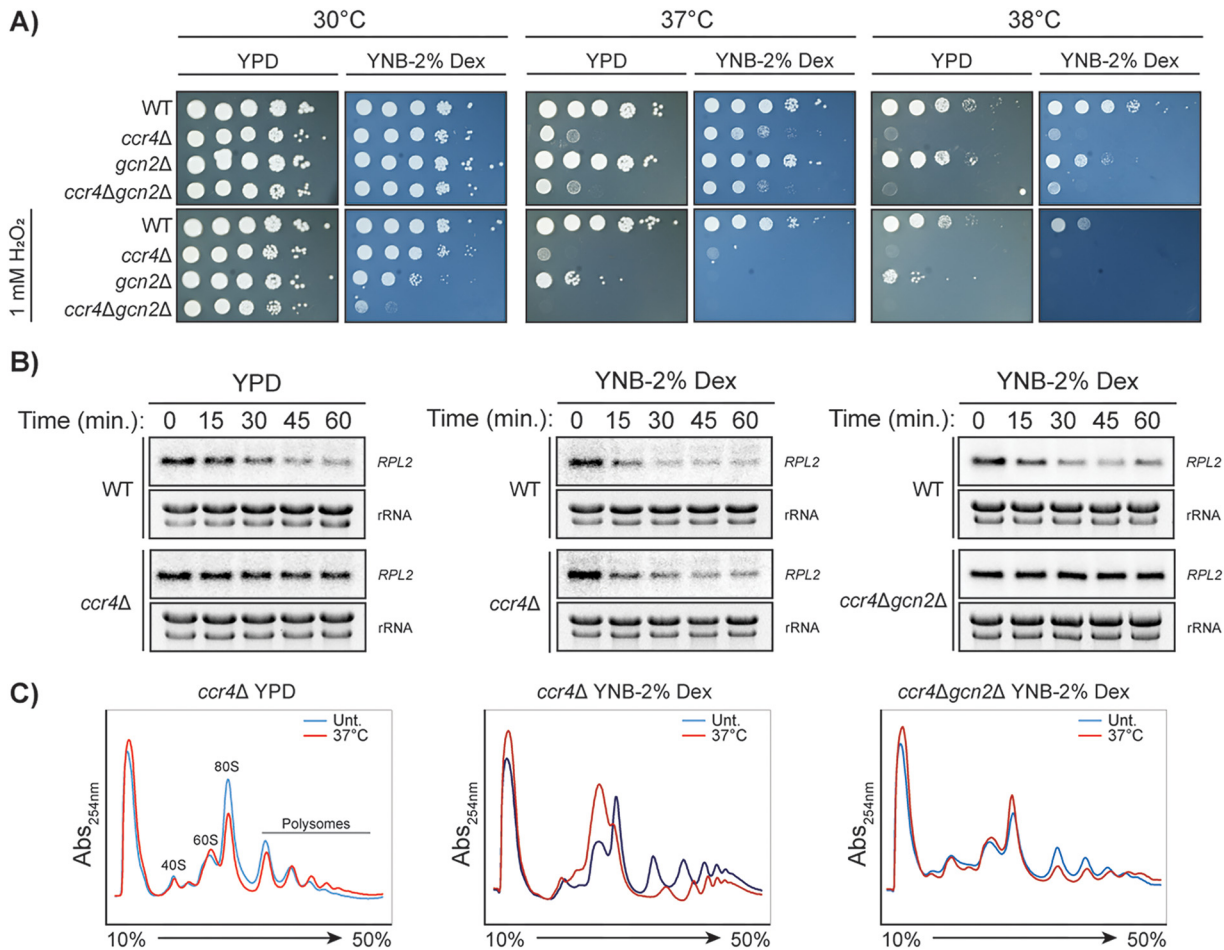 A)
30°C 37°C 38°C
YPD YNB-2% Dex YPD YNB-2% Dex YPD YNB-2% Dex
WT
ccr4Δ
gcn2Δ
ccr4Δgcn2Δ
1 mM H₂O₂
WT
ccr4Δ
gcn2Δ
ccr4Δgcn2Δ
B)
YPD YNB-2% Dex YNB-2% Dex
Time (min.): 0 15 30 45 60 Time (min.): 0 15 30 45 60 Time (min.): 0 15 30 45 60
WT RPL2 WT RPL2 WT RPL2
rRNA rRNA rRNA
ccr4Δ RPL2 ccr4Δ RPL2 ccr4Δgcn2Δ RPL2
rRNA rRNA rRNA
C)
ccr4Δ YPD ccr4Δ YNB-2% Dex ccr4Δgcn2Δ YNB-2% Dex
Unt. Unt. Unt.
37°C 37°C 37°C
80S
Polysomes
60S
40S
Abs254nm Abs254nm Abs254nm
10% 50% 10% 50% 10% 50%